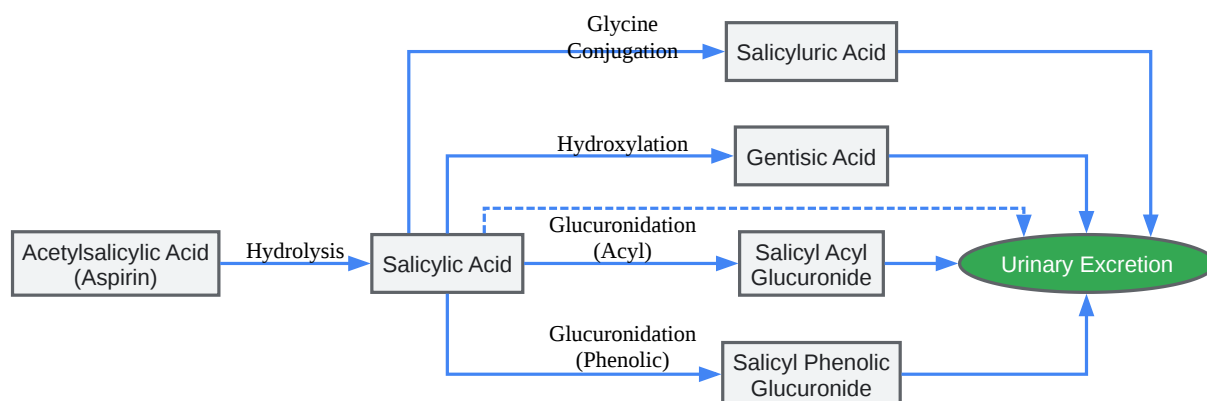 Glycine
Conjugation
Salicyluric Acid
Hydroxylation
Gentisic Acid
Acetylsalicylic Acid
(Aspirin)
Hydrolysis
Salicylic Acid
Glucuronidation
(Acyl)
Salicyl Acyl
Glucuronide
Urinary Excretion
Glucuronidation
(Phenolic)
Salicyl Phenolic
Glucuronide